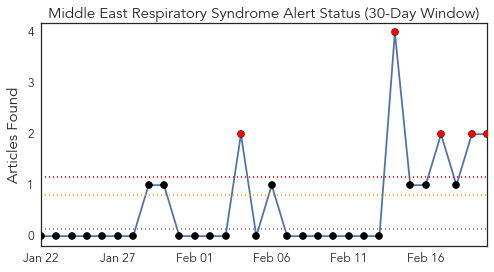 Middle East Respiratory Syndrome Alert Status (30-Day Window)
Articles Found
4
3
2
1
0
Jan 22 Jan 27 Feb 01 Feb 06 Feb 11 Feb 16